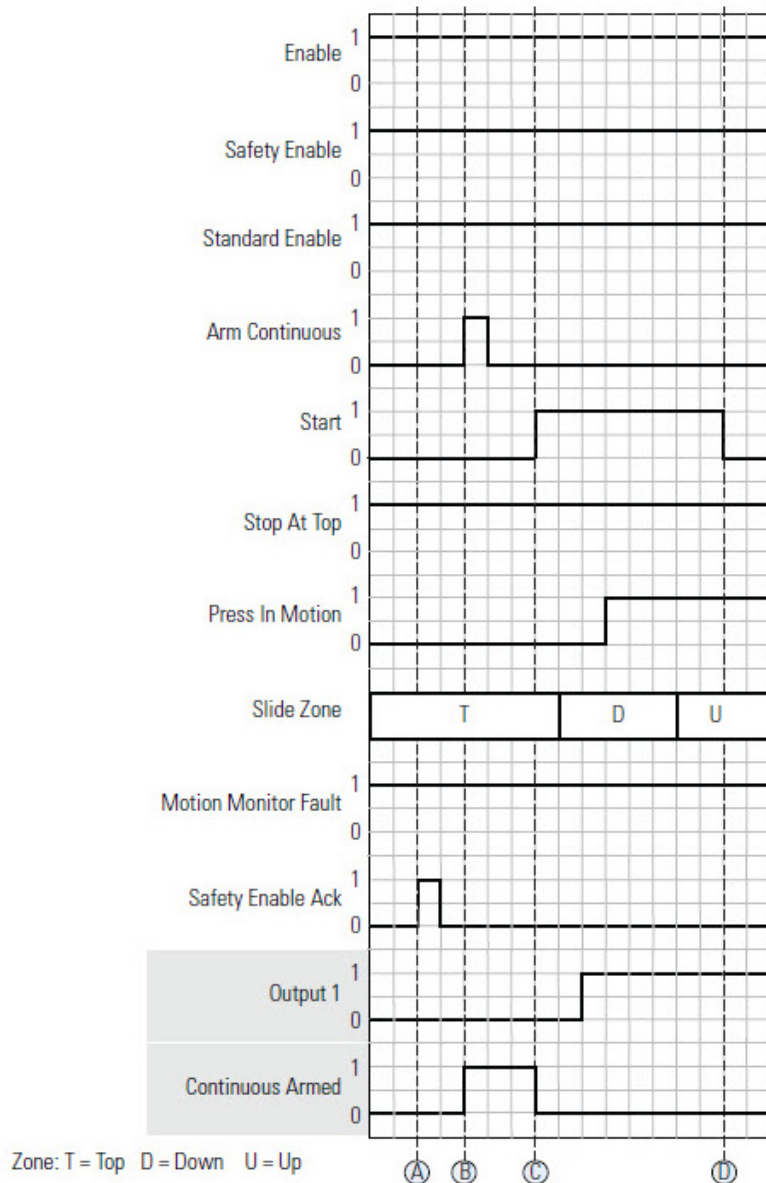 Enable 1
0
Safety Enable 1
0
Standard Enable 1
0
Arm Continuous 1
0
Start 1
0
Stop At Top 1
0
Press In Motion 1
0
Slide Zone T D U
Motion Monitor Fault 1
0
Safety Enable Ack 1
0
Output 1 1
0
Continuous Armed 1
0
Zone: T = Top D = Down U = Up A B C D